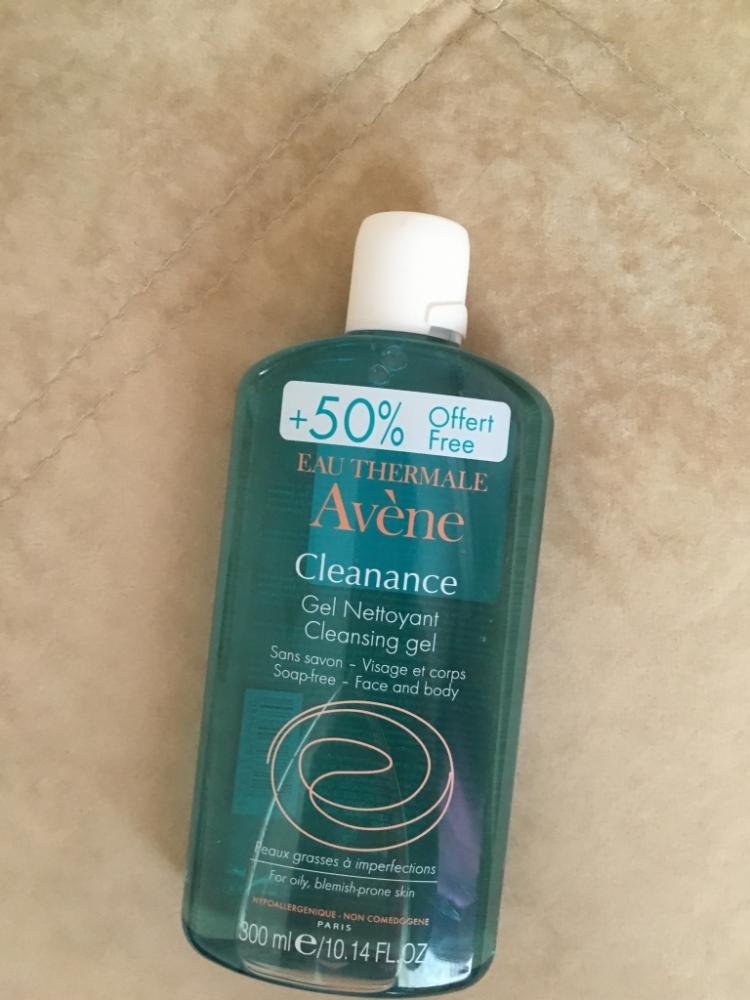 +50% Offert
Free
EAU THERMALE
Avène
Cleanance
Gel Nettoyant
Cleansing gel
Sans savon - Visage et corps
Soap-free - Face and body
Peaux grasses à imperfections
For oily, blemish-prone skin
HYPOALLERGENIQUE - NON COMEDOGENE
PARIS
300 ml e/10.14 FL.OZ